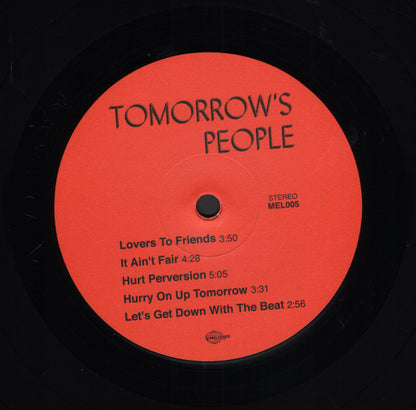 TOMORROW'S
PEOPLE
STEREO
MEL005
Lovers To Friends 3:50
It Ain't Fair 4:28
Hurt Perversion 5:05
Hurry On Up Tomorrow 3:31
Let's Get Down With The Beat 2:56
MELODIES